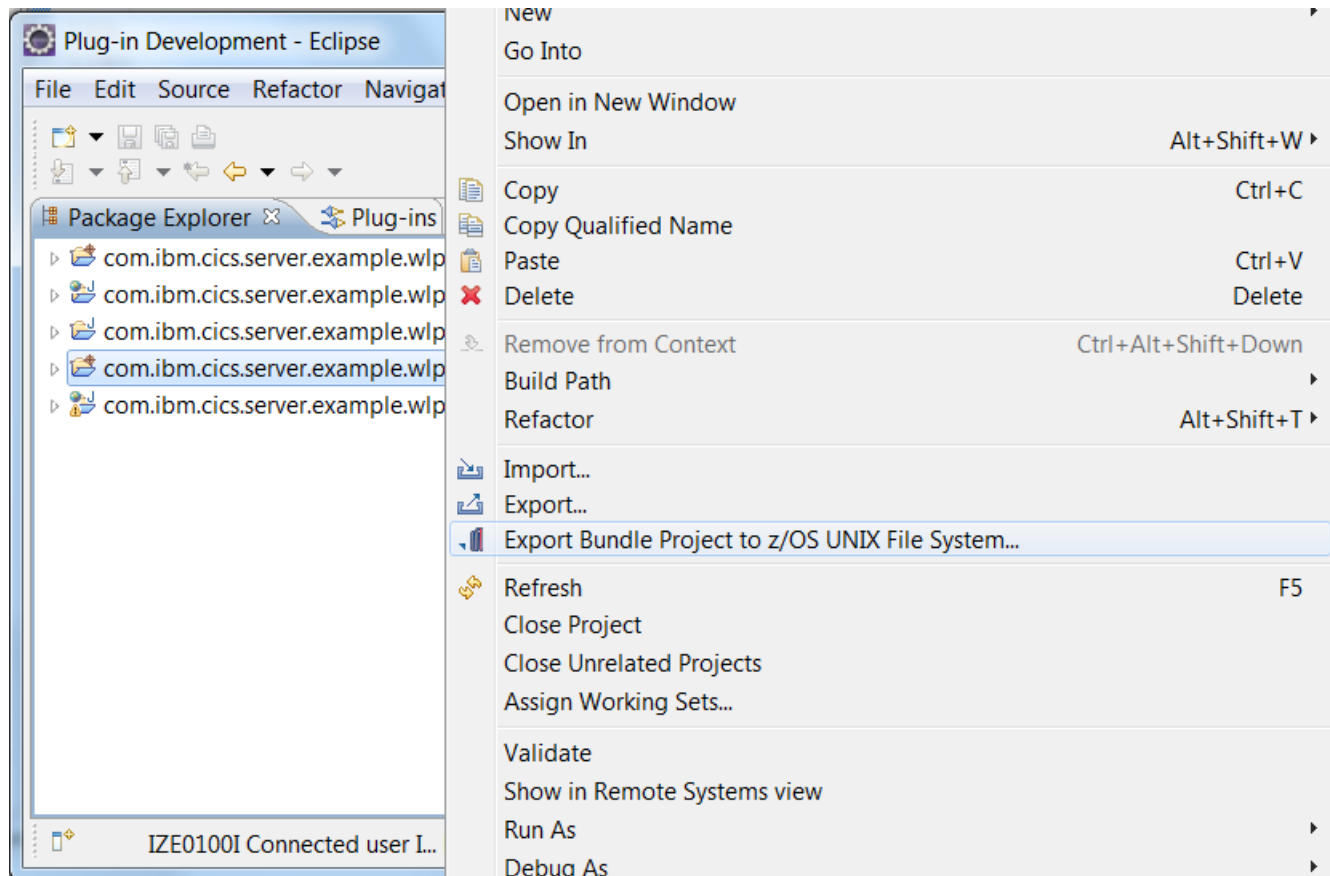 Plug-in Development - Eclipse
File Edit Source Refactor Navigat
Package Explorer Plug-ins
com.ibm.cics.server.example.wlp
com.ibm.cics.server.example.wlp
com.ibm.cics.server.example.wlp
com.ibm.cics.server.example.wlp
com.ibm.cics.server.example.wlp
IZE0100I Connected user I...
New
Go Into
Open in New Window
Show In Alt+Shift+W
Copy Ctrl+C
Copy Qualified Name
Paste Ctrl+V
Delete Delete
Remove from Context Ctrl+Alt+Shift+Down
Build Path
Refactor Alt+Shift+T
Import...
Export...
Export Bundle Project to z/OS UNIX File System...
Refresh F5
Close Project
Close Unrelated Projects
Assign Working Sets...
Validate
Show in Remote Systems view
Run As
Debug As